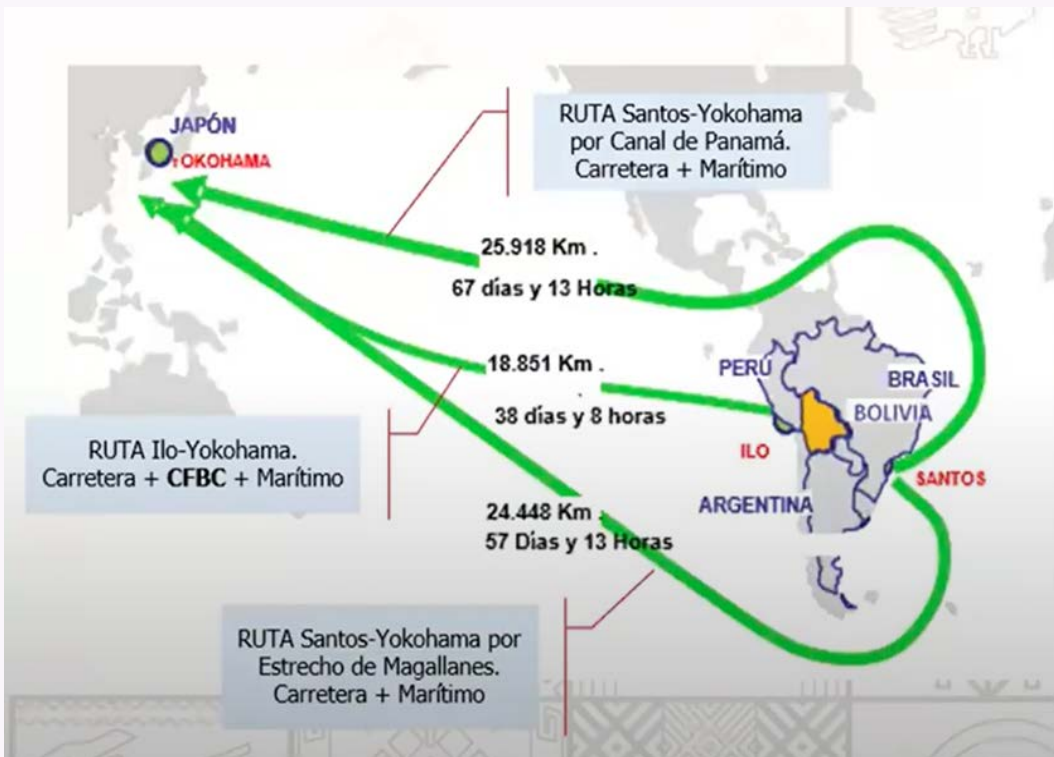 RUTA Santos-Yokohama
por Canal de Panamá.
Carretera + Marítimo
JAPÓN
YOKOHAMA
25.918 Km .
67 días y 13 Horas
18.851 Km .
38 días y 8 horas
PERÚ
BRASIL
BOLIVIA
ILO
SANTOS
ARGENTINA
RUTA Ilo-Yokohama.
Carretera + CFBC + Marítimo
24.448 Km .
57 Días y 13 Horas
RUTA Santos-Yokohama por
Estrecho de Magallanes.
Carretera + Marítimo